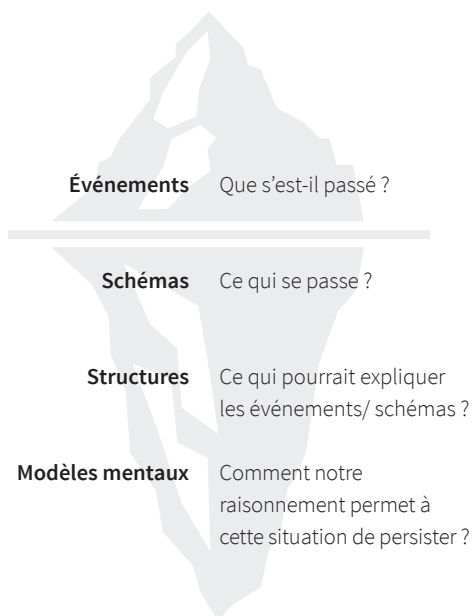 Événements Que s’est-il passé ?
Schémas Ce qui se passe ?
Structures Ce qui pourrait expliquer
les événements/ schémas ?
Modèles mentaux Comment notre
raisonnement permet à
cette situation de persister ?